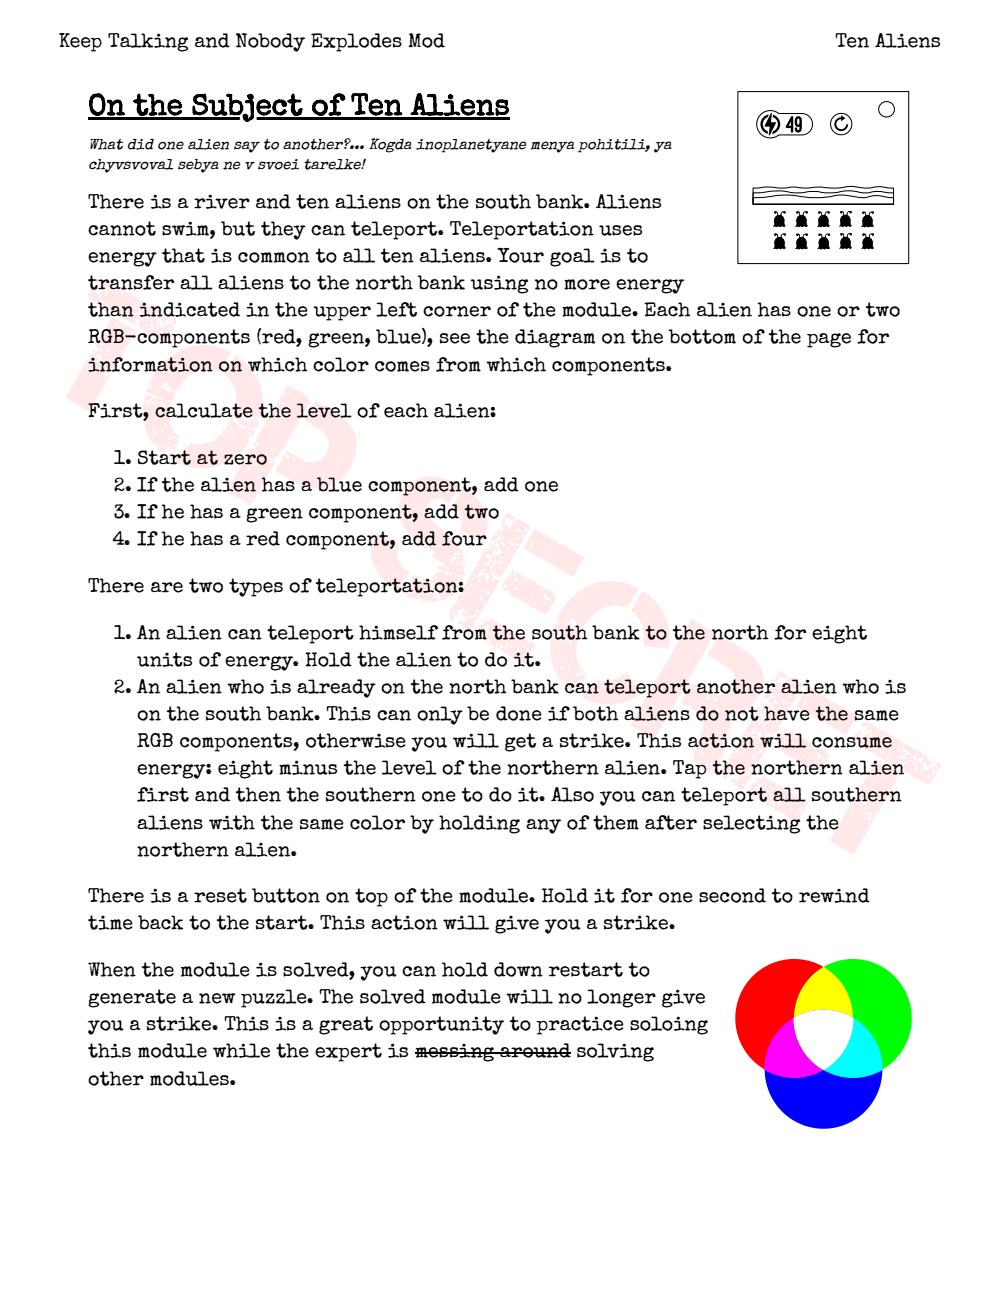 Keep Talking and Nobody Explodes Mod
Ten Aliens
On the Subject of Ten Aliens
What did one alien say to another?... Kogda inoplanetyane menya pohitili, ya
chyvsvoval sebya ne v svoei tarelke!
49
There is a river and ten aliens on the south bank. Aliens
cannot swim, but they can teleport. Teleportation uses
energy that is common to all ten aliens. Your goal is to
transfer all aliens to the north bank using no more energy
than indicated in the upper left corner of the module. Each alien has one or two
RGB-components (red, green, blue), see the diagram on the bottom of the page for
information on which color comes from which components.
First, calculate the level of each alien:
1. Start at zero
2. If the alien has a blue component, add one
3. If he has a green component, add two
4. If he has a red component, add four
There are two types of teleportation:
1. An alien can teleport himself from the south bank to the north for eight
units of energy. Hold the alien to do it.
2. An alien who is already on the north bank can teleport another alien who is
on the south bank. This can only be done if both aliens do not have the same
RGB components, otherwise you will get a strike. This action will consume
energy: eight minus the level of the northern alien. Tap the northern alien
first and then the southern one to do it. Also you can teleport all southern
aliens with the same color by holding any of them after selecting the
northern alien.
There is a reset button on top of the module. Hold it for one second to rewind
time back to the start. This action will give you a strike.
When the module is solved, you can hold down restart to
generate a new puzzle. The solved module will no longer give
you a strike. This is a great opportunity to practice soloing
this module while the expert is messing around solving
other modules.
TOP SECRET